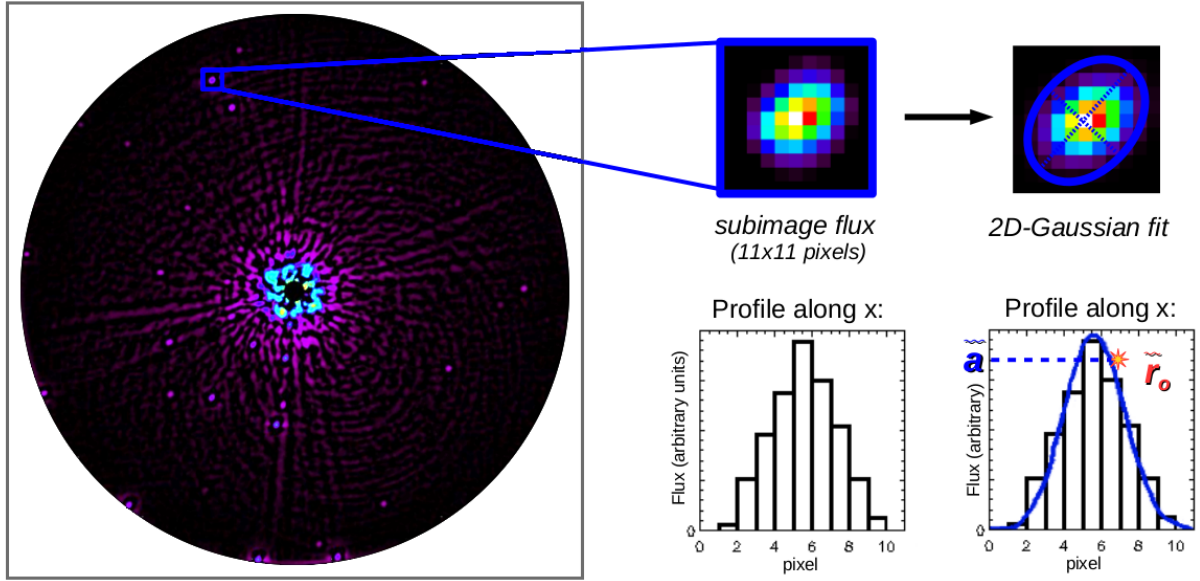 subimage flux
(11x11 pixels)
2D-Gaussian fit
Profile along x:
Flux (arbitrary units)
0
0 2 4 6 8 10
pixel
Profile along x:
ã
r̃o
Flux (arbitrary)
0
0 2 4 6 8 10
pixel